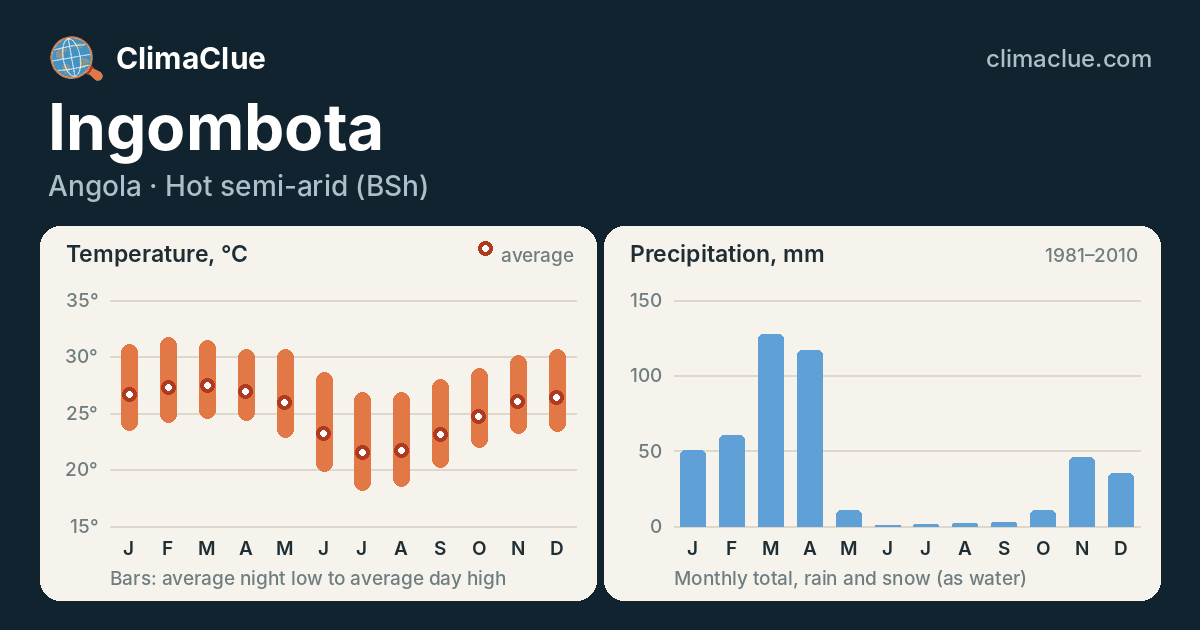 ClimaClue
climaclue.com
Ingombota
Angola · Hot semi-arid (BSh)
Temperature, °C
average
35°
30°
25°
20°
15°
J F M A M J J A S O N D
Bars: average night low to average day high
Precipitation, mm
1981–2010
150
100
50
0
J F M A M J J A S O N D
Monthly total, rain and snow (as water)